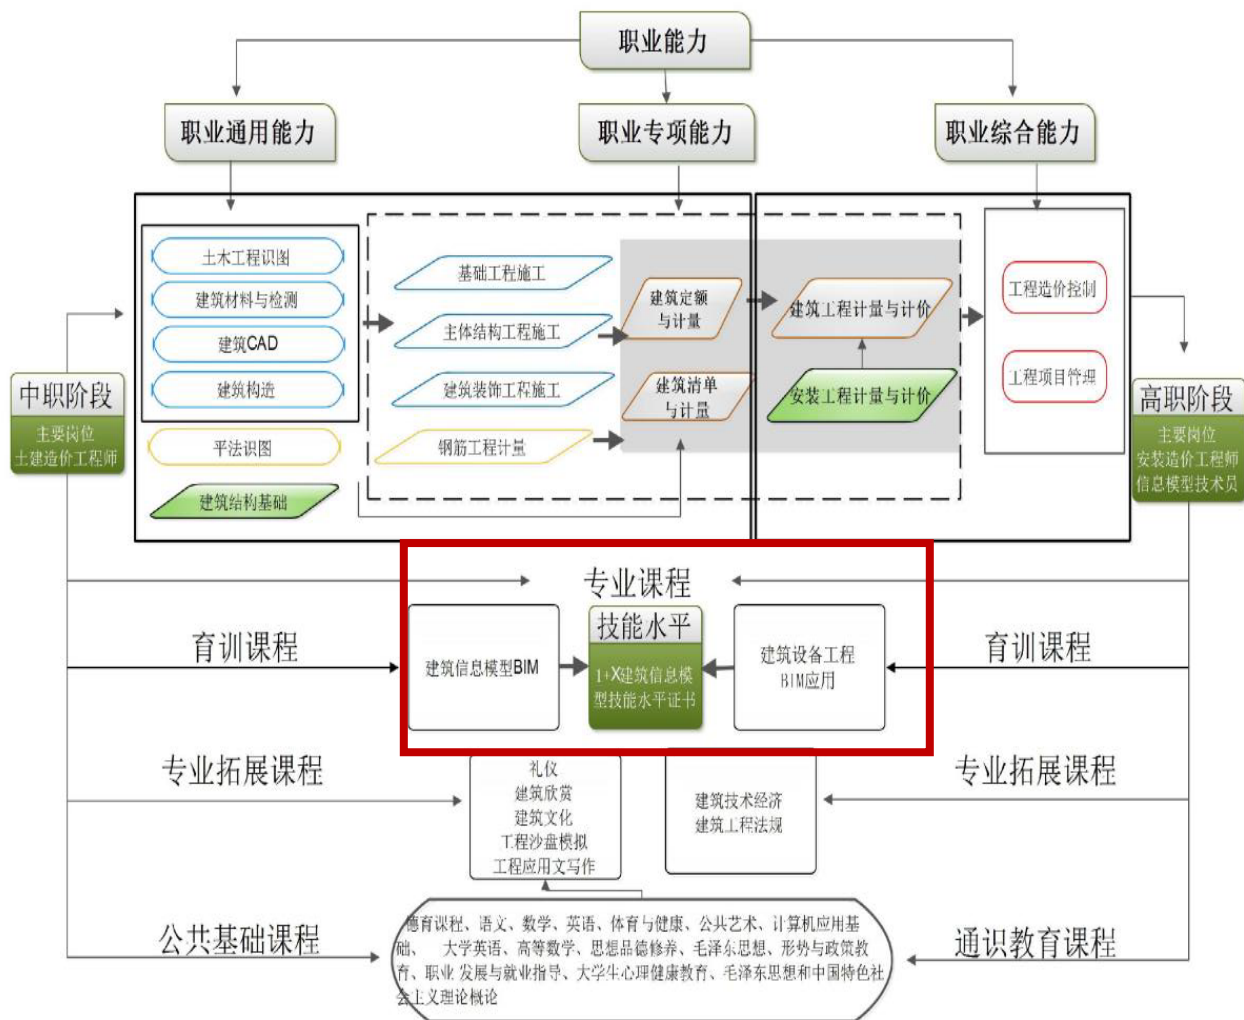 职业能力
职业通用能力
职业专项能力
职业综合能力
土木工程识图
建筑材料与检测
建筑CAD
建筑构造
平法识图
建筑结构基础
基础工程施工
主体结构工程施工
建筑装饰工程施工
钢筋工程计量
建筑定额
与计量
建筑清单
与计量
建筑工程计量与计价
安装工程计量与计价
工程造价控制
工程项目管理
中职阶段
主要岗位
土建造价工程师
高职阶段
主要岗位
安装造价工程师
信息模型技术员
专业课程
育训课程
建筑信息模型BIM
技能水平
1+X建筑信息模
型技能水平证书
建筑设备工程
BIM应用
育训课程
专业拓展课程
礼仪
建筑欣赏
建筑文化
工程沙盘模拟
工程应用文写作
建筑技术经济
建筑工程法规
专业拓展课程
公共基础课程
德育课程、语文、数学、英语、体育与健康、公共艺术、计算机应用基
础、 大学英语、高等数学、思想品德修养、毛泽东思想、形势与政策教
育、职业 发展与就业指导、大学生心理健康教育、毛泽东思想和中国特色社
会主义理论概论
通识教育课程